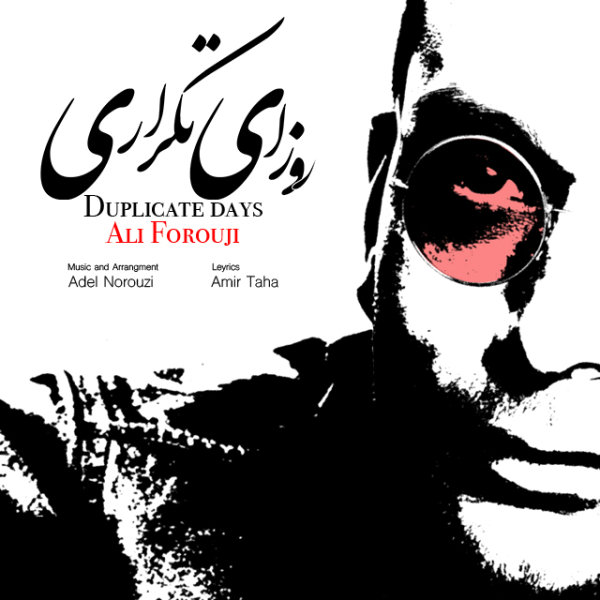 روزای تکراری
DUPLICATE DAYS
ALI FOROUJI
Music and Arrangment Leyrics
Adel Norouzi Amir Taha